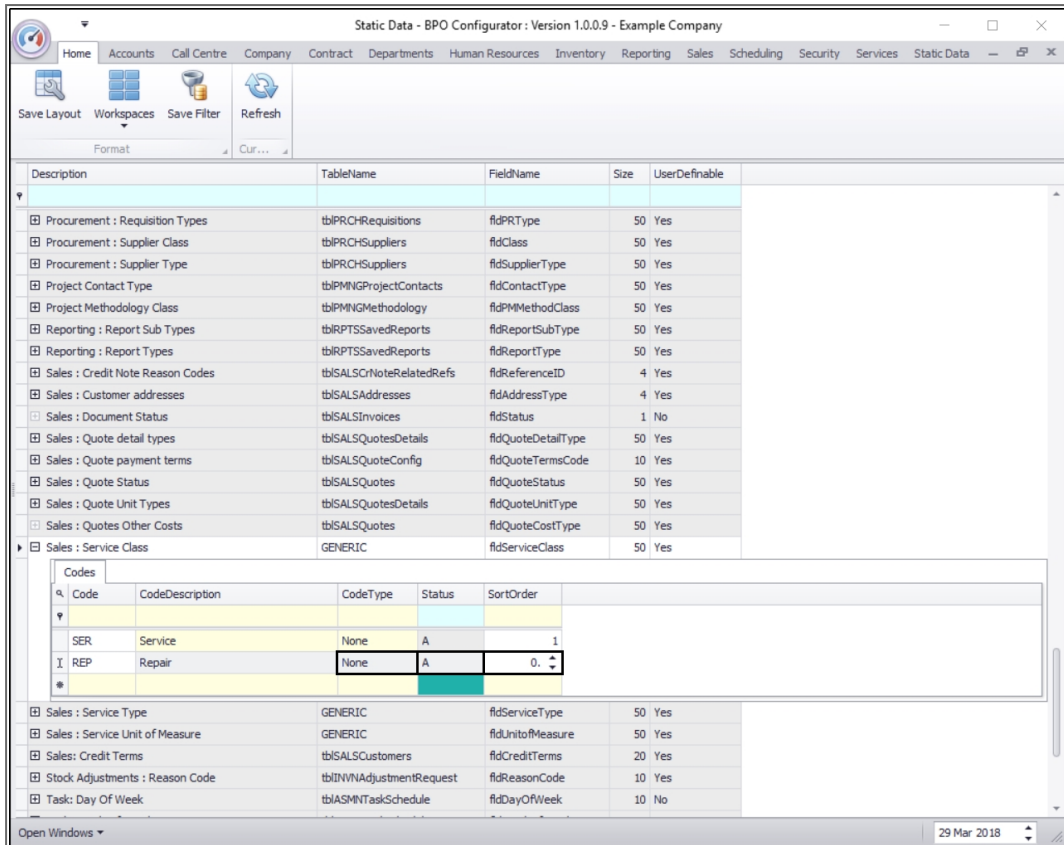 Static Data - BPO Configurator : Version 1.0.0.9 - Example Company
Home Accounts Call Centre Company Contract Departments Human Resources Inventory Reporting Sales Scheduling Security Services Static Data
Save Layout Workspaces Save Filter Refresh
Format Cur...
Description TableName FieldName Size UserDefinable
Procurement : Requisition Types tblPRCHRequisitions fldPRType 50 Yes
Procurement : Supplier Class tblPRCHSuppliers fldClass 50 Yes
Procurement : Supplier Type tblPRCHSuppliers fldSupplierType 50 Yes
Project Contact Type tblPMNGProjectContacts fldContactType 50 Yes
Project Methodology Class tblPMNGMethodology fldPMMethodClass 50 Yes
Reporting : Report Sub Types tblRPTSSavedReports fldReportSubType 50 Yes
Reporting : Report Types tblRPTSSavedReports fldReportType 50 Yes
Sales : Credit Note Reason Codes tblSALSCrNoteRelatedRefs fldReferenceID 4 Yes
Sales : Customer addresses tblSALSAddresses fldAddressType 4 Yes
Sales : Document Status tblSALSInvoices fldStatus 1 No
Sales : Quote detail types tblSALSQuotesDetails fldQuoteDetailType 50 Yes
Sales : Quote payment terms tblSALSQuoteConfig fldQuoteTermsCode 10 Yes
Sales : Quote Status tblSALSQuotes fldQuoteStatus 50 Yes
Sales : Quote Unit Types tblSALSQuotesDetails fldQuoteUnitType 50 Yes
Sales : Quotes Other Costs tblSALSQuotes fldQuoteCostType 50 Yes
Sales : Service Class GENERIC fldServiceClass 50 Yes
Codes
Code CodeDescription CodeType Status SortOrder
SER Service None A 1
REP Repair None A 0.
Sales : Service Type GENERIC fldServiceType 50 Yes
Sales : Service Unit of Measure GENERIC fldUnitofMeasure 50 Yes
Sales: Credit Terms tblSALSCustomers fldCreditTerms 20 Yes
Stock Adjustments : Reason Code tblINVNAdjustmentRequest fldReasonCode 10 Yes
Task: Day Of Week tblASMNTaskSchedule fldDayOfWeek 10 No
Open Windows 29 Mar 2018